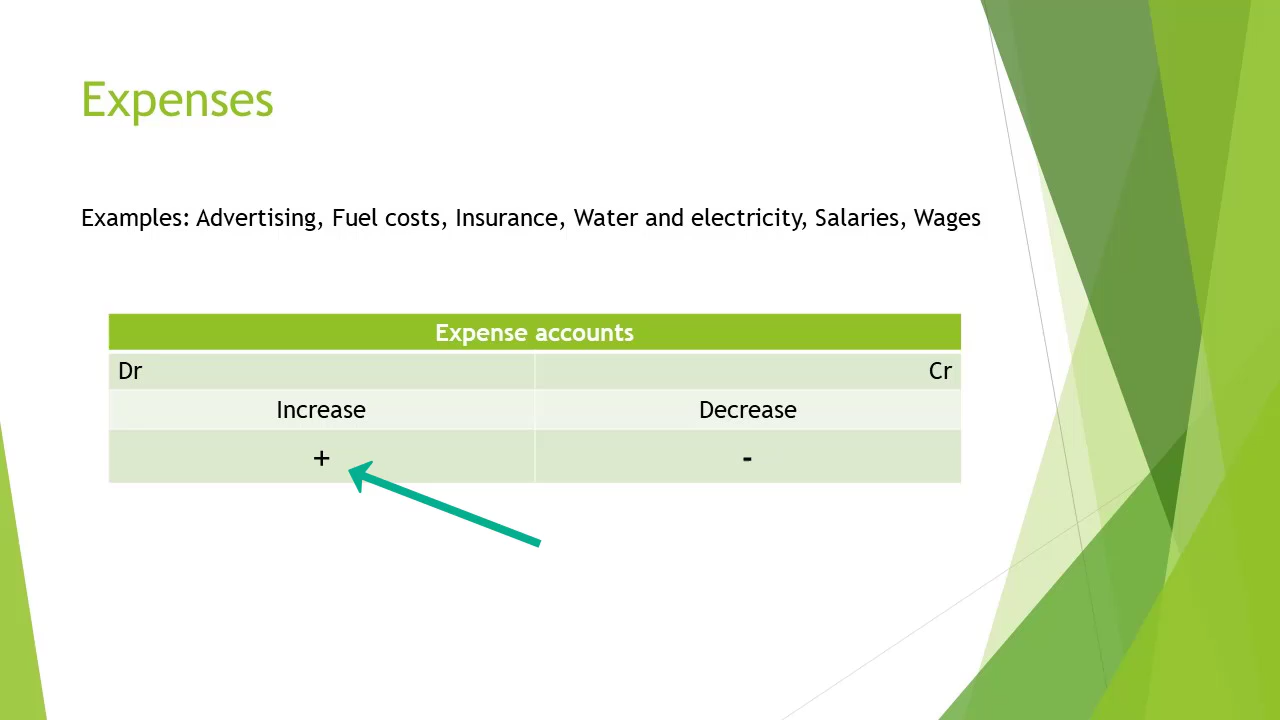 Expenses
Examples: Advertising, Fuel costs, Insurance, Water and electricity, Salaries, Wages
Expense accounts
Dr Cr
Increase Decrease
+ -